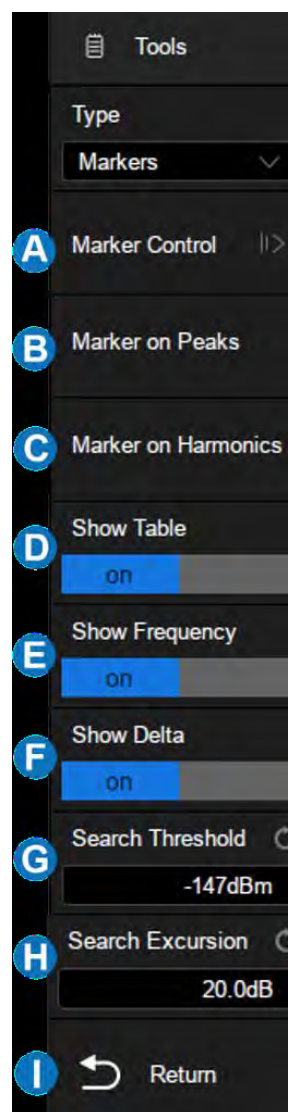 Tools
Type
Markers
A Marker Control
B Marker on Peaks
C Marker on Harmonics
D Show Table
on
E Show Frequency
on
F Show Delta
on
G Search Threshold
-147dBm
H Search Excursion
20.0dB
I Return